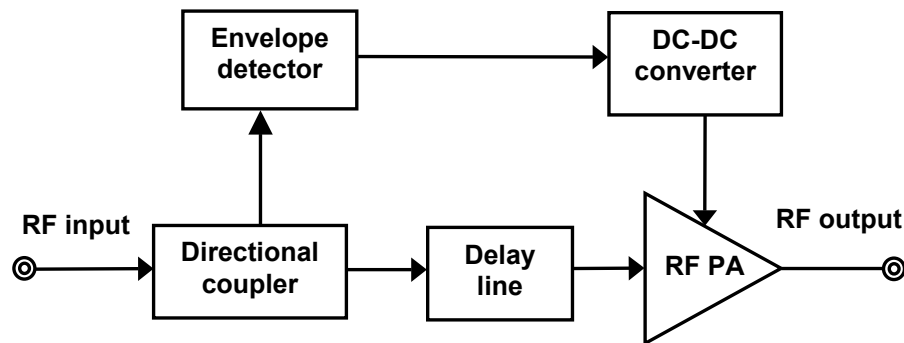 Envelope
detector
DC-DC
converter
RF input
Directional
coupler
Delay
line
RF PA
RF output